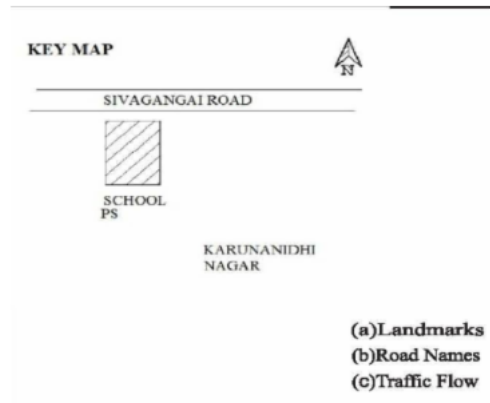 KEY MAP
N
SIVAGANGAI ROAD
SCHOOL
PS
KARUNANIDHI
NAGAR
(a)Landmarks
(b)Road Names
(c)Traffic Flow